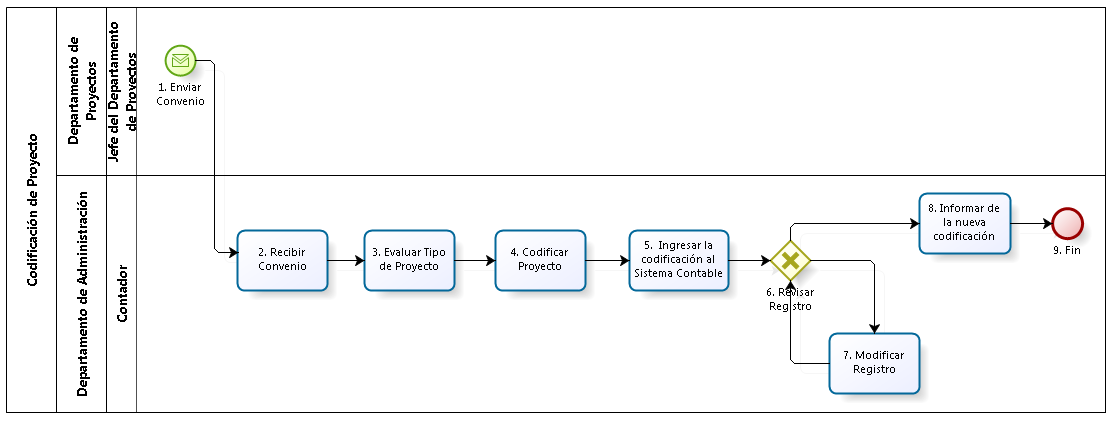 Codificación de Proyecto
Departamento de
Proyectos
Jefe del Departamento
de Proyectos
1. Enviar
Convenio
Departamento de Administración
Contador
2. Recibir
Convenio
3. Evaluar Tipo
de Proyecto
4. Codificar
Proyecto
5. Ingresar la
codificación al
Sistema Contable
6. Revisar
Registro
7. Modificar
Registro
8. Informar de
la nueva
codificación
9. Fin